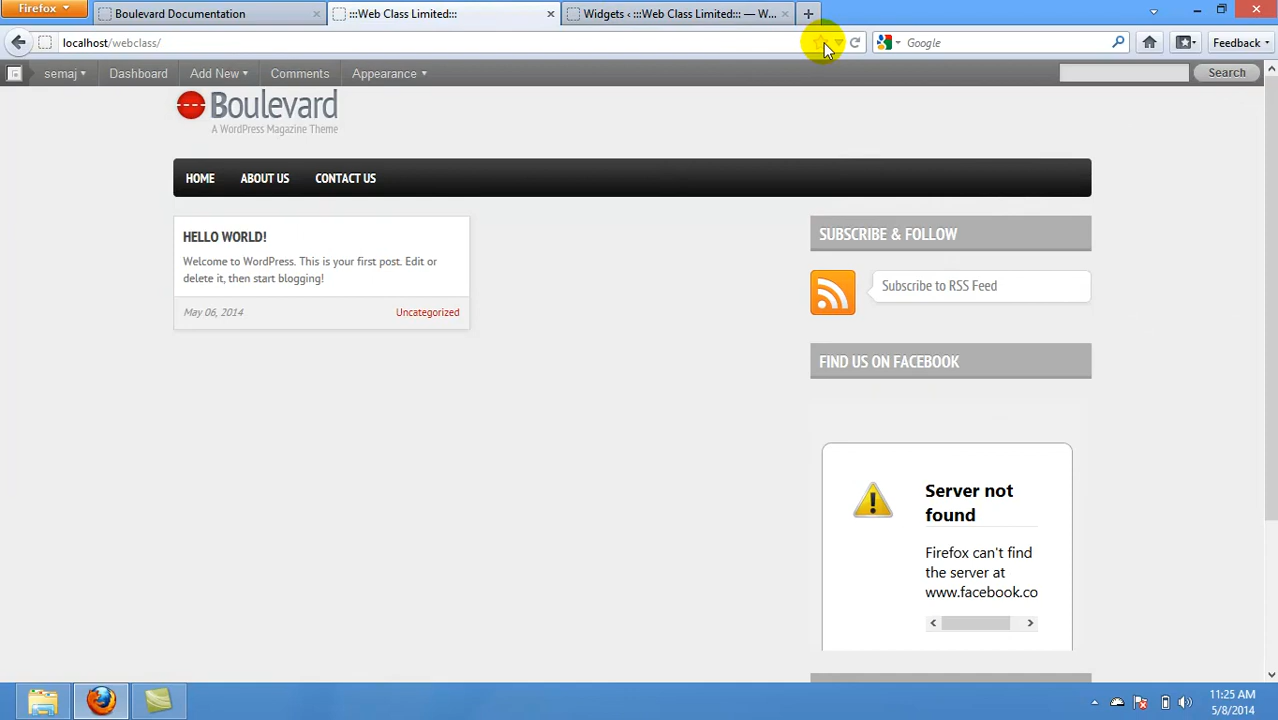 Firefox
Boulevard Documentation
:::Web Class Limited:::
Widgets ‹ :::Web Class Limited::: — W...
localhost/webclass/
Google
Feedback
semaj
Dashboard
Add New
Comments
Appearance
Search
Boulevard
A WordPress Magazine Theme
HOME
ABOUT US
CONTACT US
HELLO WORLD!
Welcome to WordPress. This is your first post. Edit or
delete it, then start blogging!
May 06, 2014
Uncategorized
SUBSCRIBE & FOLLOW
Subscribe to RSS Feed
FIND US ON FACEBOOK
Server not
found
Firefox can't find
the server at
www.facebook.co
11:25 AM
5/8/2014